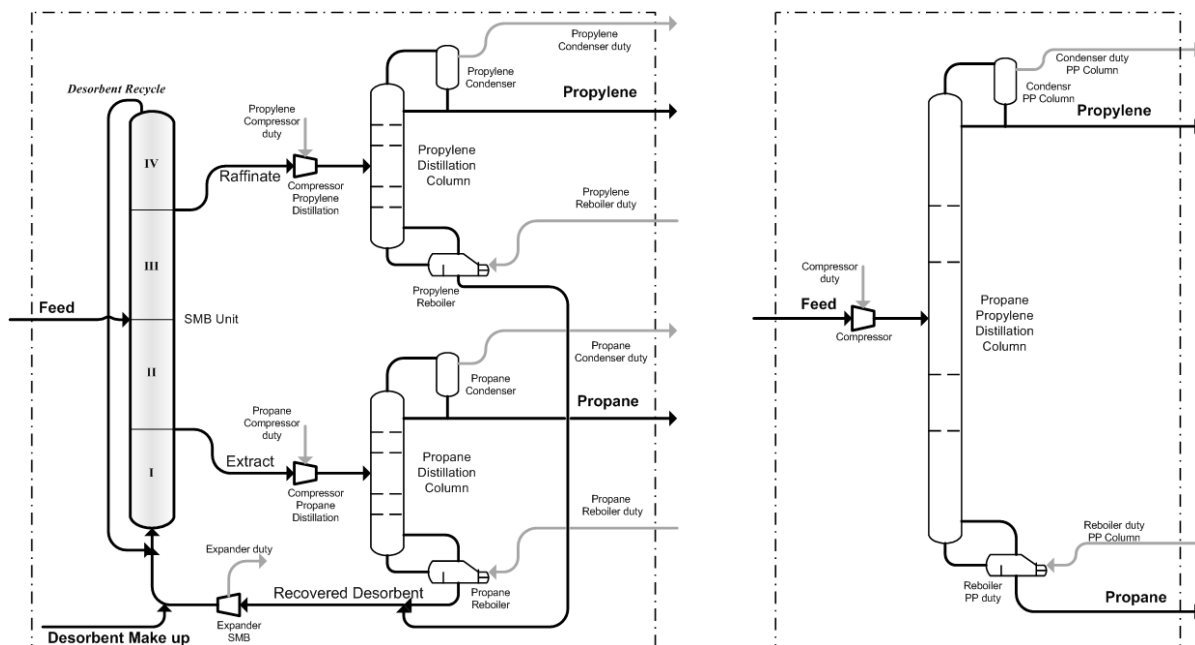 Desorbent Recycle
IV
III
II
I
Feed
SMB Unit
Raffinate
Extract
Propylene
Compressor
duty
Compressor
Propylene
Distillation
Propylene
Condenser duty
Propylene
Condenser
Propylene
Propylene
Distillation
Column
Propylene
Reboiler duty
Propylene
Reboiler
Propane
Compressor
duty
Compressor
Propane
Distillation
Propane
Condenser duty
Propane
Condenser
Propane
Propane
Distillation
Column
Propane
Reboiler duty
Propane
Reboiler
Expander duty
Recovered Desorbent
Expander
SMB
Desorbent Make up
Condenser duty
PP Column
Condensr
PP Column
Propylene
Compressor
duty
Feed
Compressor
Propane
Propylene
Distillation
Column
Reboiler duty
PP Column
Reboiler
PP duty
Propane